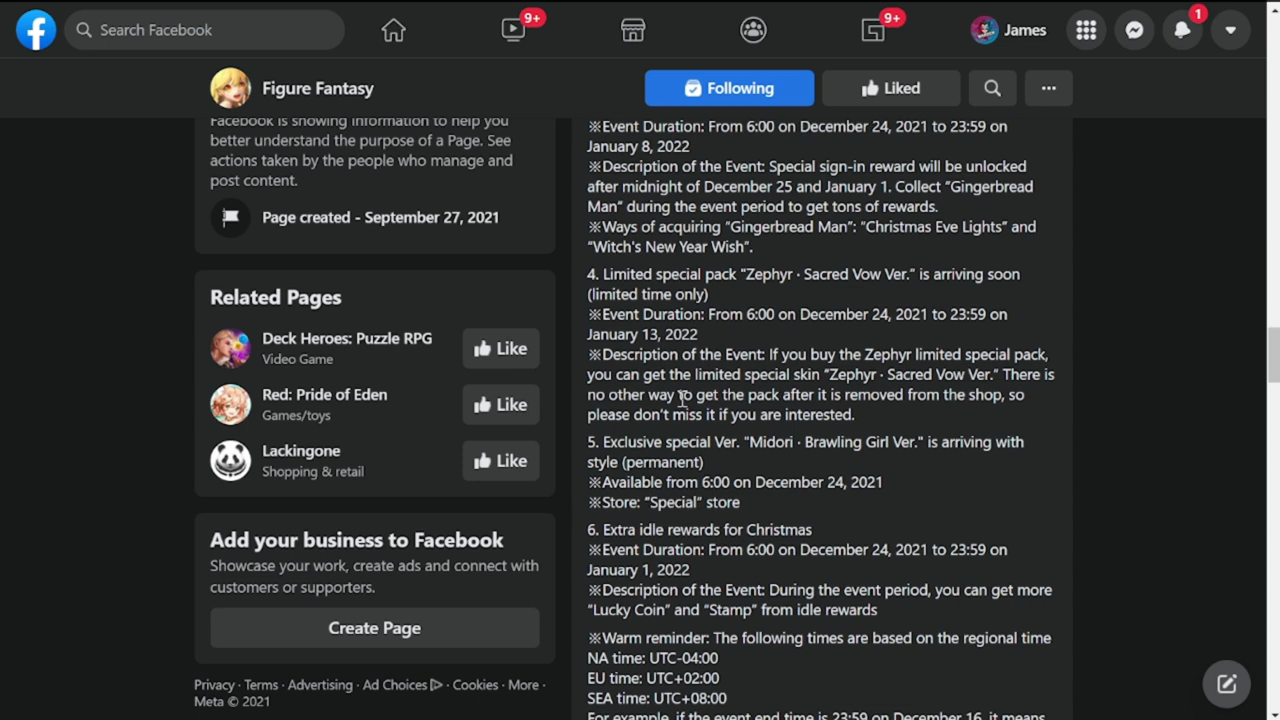 Search Facebook
9+
9+
James
1
Figure Fantasy
Following
Liked
Facebook is showing information to help you
better understand the purpose of a Page. See
actions taken by the people who manage and
post content.
Page created - September 27, 2021
Related Pages
Deck Heroes: Puzzle RPG
Video Game
Like
Red: Pride of Eden
Games/toys
Like
Lackingone
Shopping & retail
Like
Add your business to Facebook
Showcase your work, create ads and connect with
customers or supporters.
Create Page
Privacy · Terms · Advertising · Ad Choices · Cookies · More ·
Meta © 2021
※Event Duration: From 6:00 on December 24, 2021 to 23:59 on
January 8, 2022
※Description of the Event: Special sign-in reward will be unlocked
after midnight of December 25 and January 1. Collect “Gingerbread
Man” during the event period to get tons of rewards.
※Ways of acquiring “Gingerbread Man”: “Christmas Eve Lights” and
“Witch's New Year Wish”.
4. Limited special pack “Zephyr · Sacred Vow Ver.” is arriving soon
(limited time only)
※Event Duration: From 6:00 on December 24, 2021 to 23:59 on
January 13, 2022
※Description of the Event: If you buy the Zephyr limited special pack,
you can get the limited special skin “Zephyr · Sacred Vow Ver.” There is
no other way to get the pack after it is removed from the shop, so
please don’t miss it if you are interested.
5. Exclusive special Ver. "Midori · Brawling Girl Ver." is arriving with
style (permanent)
※Available from 6:00 on December 24, 2021
※Store: “Special” store
6. Extra idle rewards for Christmas
※Event Duration: From 6:00 on December 24, 2021 to 23:59 on
January 1, 2022
※Description of the Event: During the event period, you can get more
“Lucky Coin” and “Stamp” from idle rewards
※Warm reminder: The following times are based on the regional time
NA time: UTC-04:00
EU time: UTC+02:00
SEA time: UTC+08:00
For example, if the event end time is 23:59 on December 16, it means